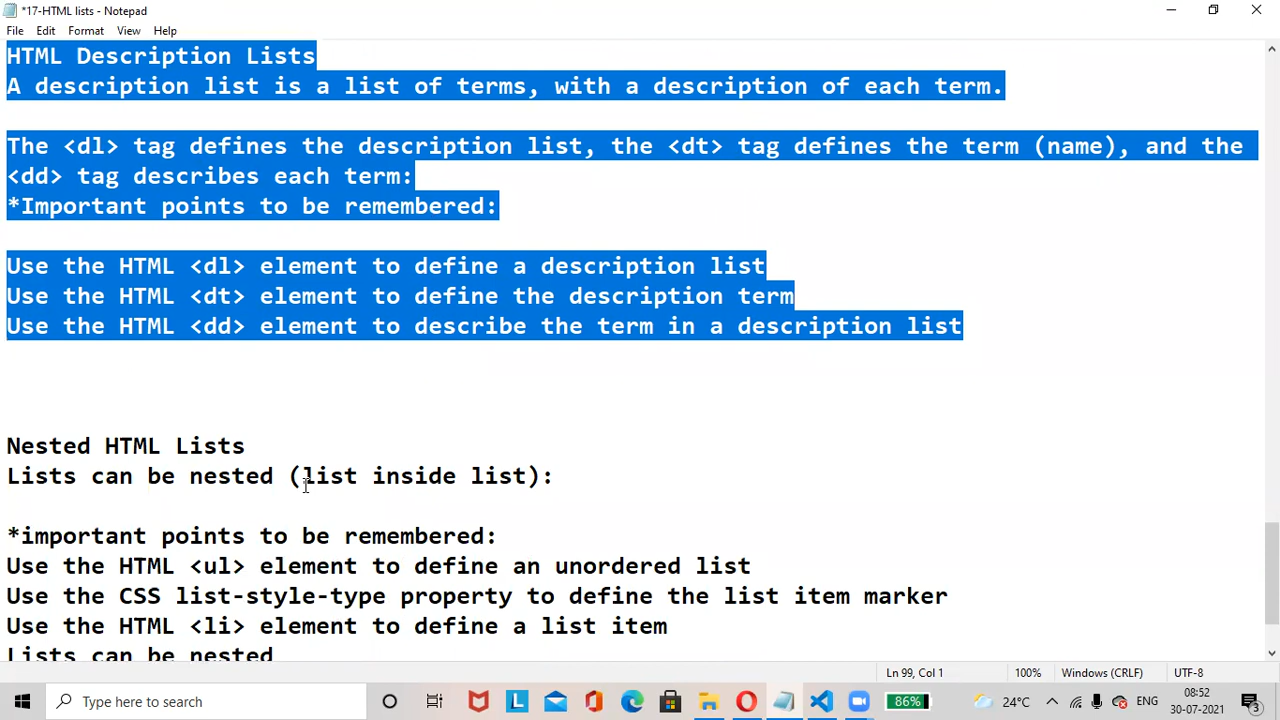 *17-HTML lists - Notepad
File Edit Format View Help
HTML Description Lists
A description list is a list of terms, with a description of each term.
The <dl> tag defines the description list, the <dt> tag defines the term (name), and the
<dd> tag describes each term:
*Important points to be remembered:
Use the HTML <dl> element to define a description list
Use the HTML <dt> element to define the description term
Use the HTML <dd> element to describe the term in a description list
Nested HTML Lists
Lists can be nested (list inside list):
*important points to be remembered:
Use the HTML <ul> element to define an unordered list
Use the CSS list-style-type property to define the list item marker
Use the HTML <li> element to define a list item
Lists can be nested
Ln 99, Col 1 100% Windows (CRLF) UTF-8
Type here to search L 86% 24°C ENG 08:52
30-07-2021 3